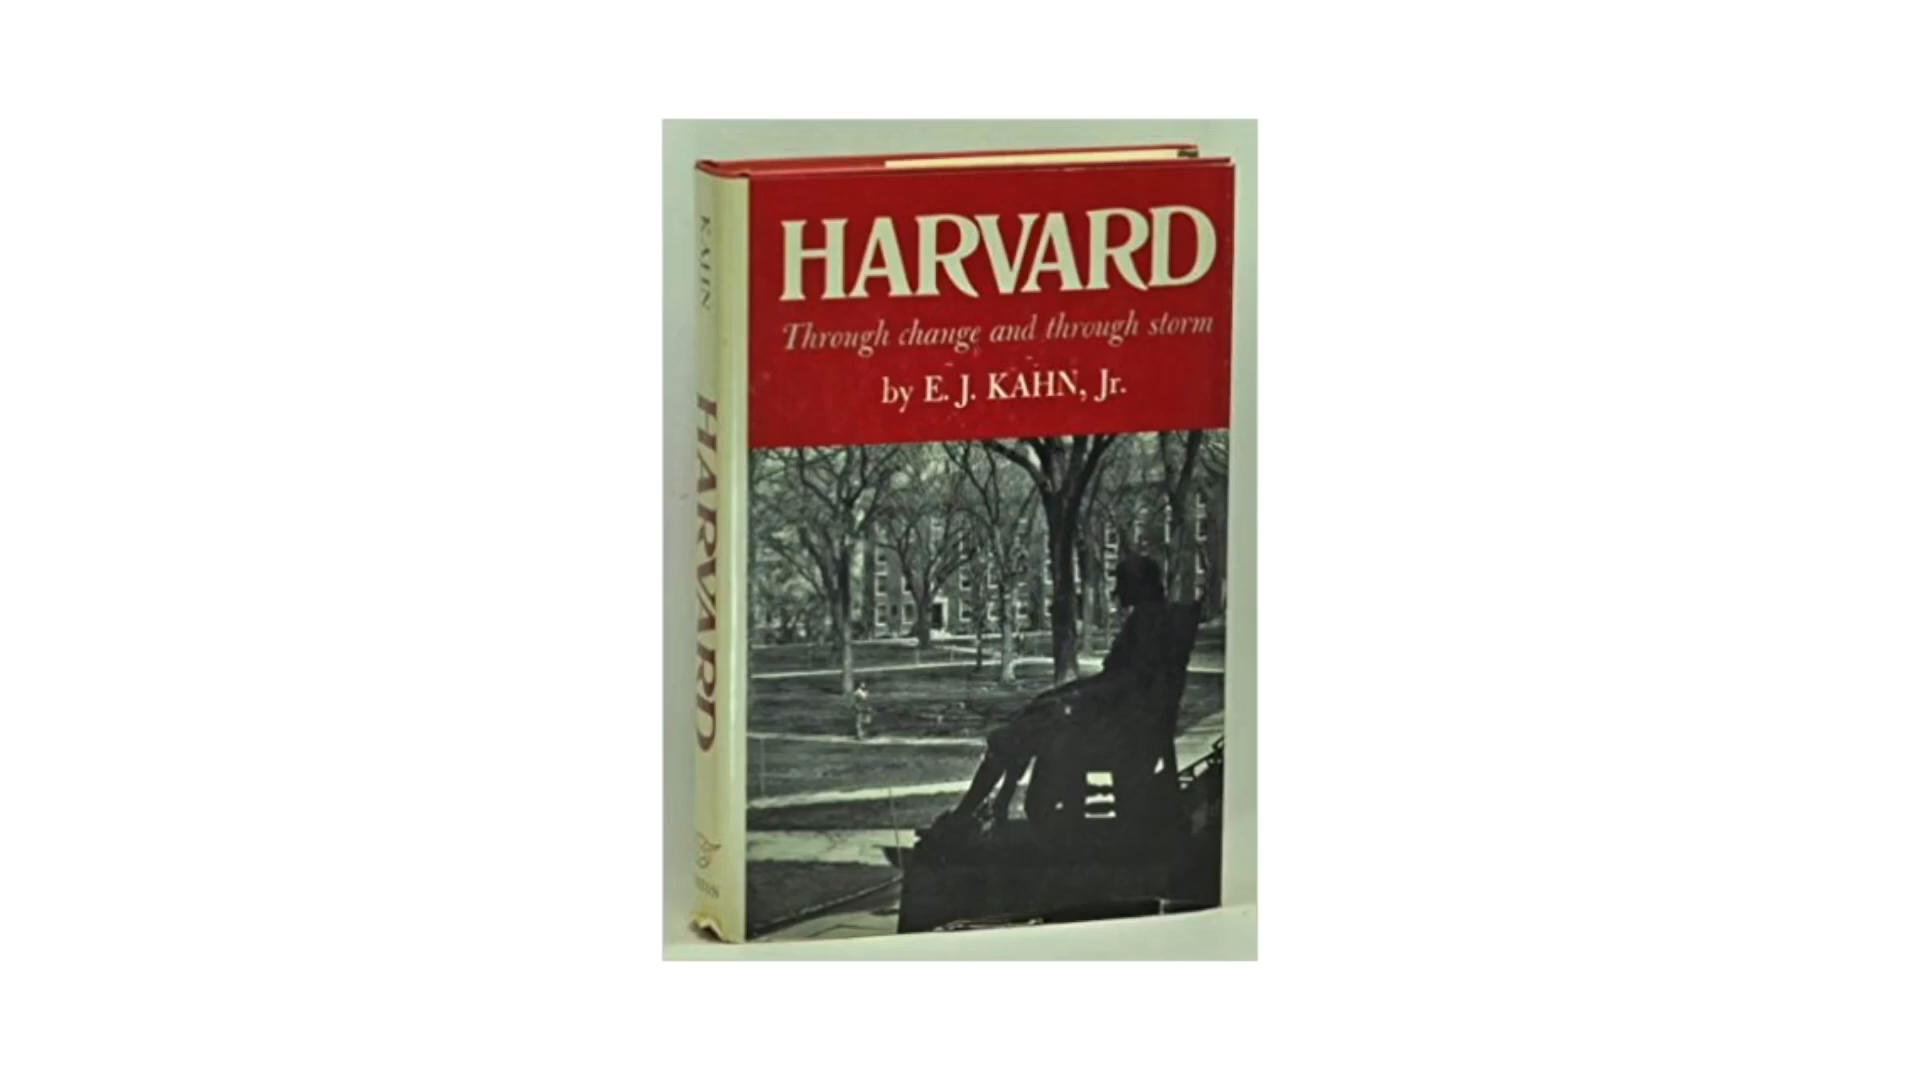 HARVARD
Through change and through storm
by E. J. KAHN, Jr.
KAHN
HARVARD